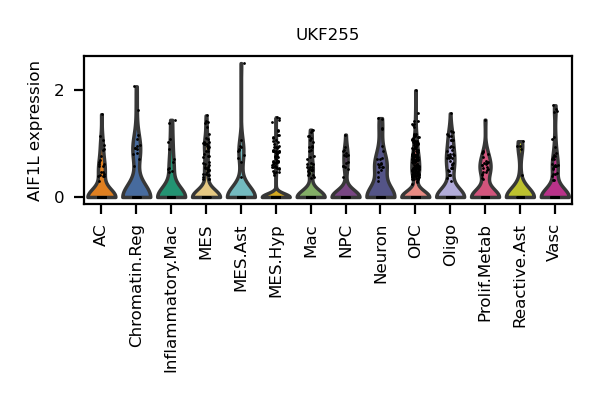 UKF255
AIF1L expression
2
0
AC
Chromatin.Reg
Inflammatory.Mac
MES
MES.Ast
MES.Hyp
Mac
NPC
Neuron
OPC
Oligo
Prolif.Metab
Reactive.Ast
Vasc